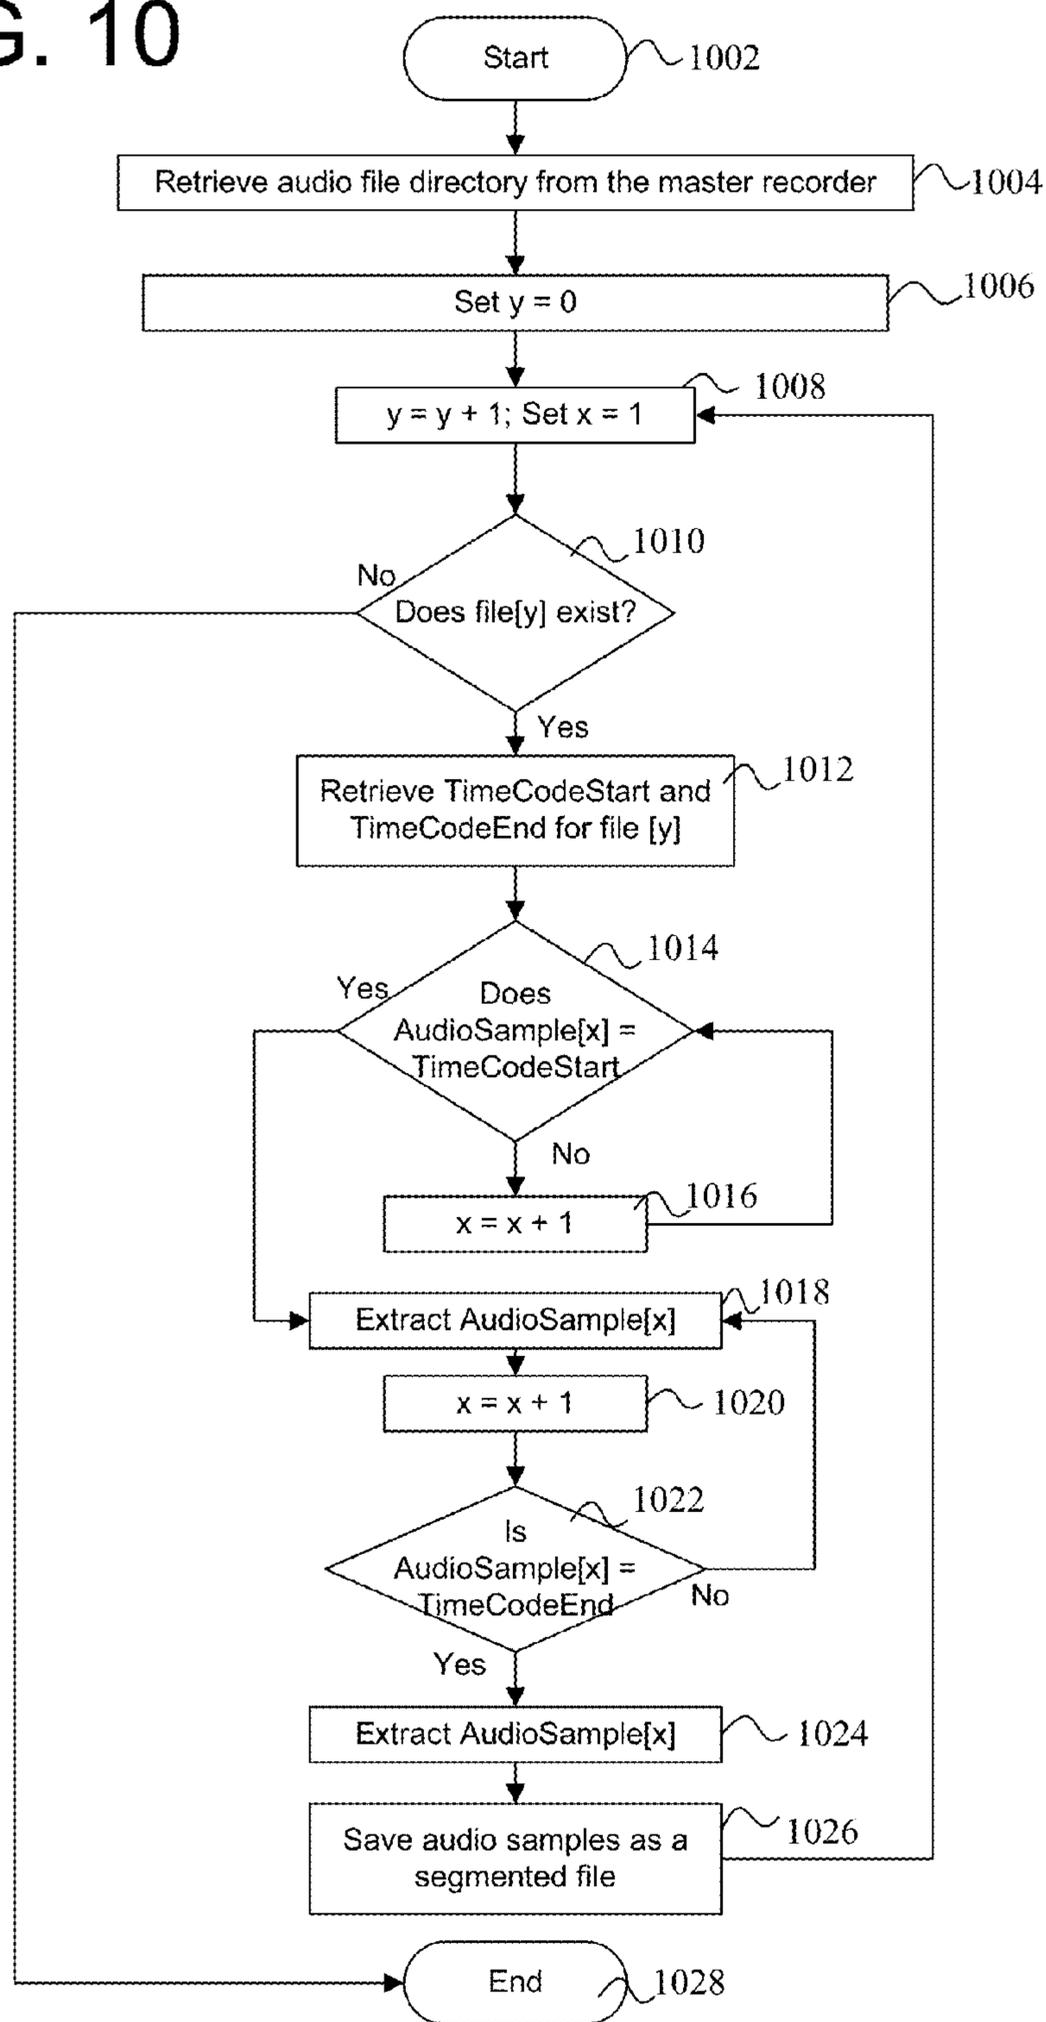 G. 10
Start
1002
Retrieve audio file directory from the master recorder
1004
Set y = 0
1006
y = y + 1; Set x = 1
1008
1010
No
Does file[y] exist?
Yes
1012
Retrieve TimeCodeStart and
TimeCodeEnd for file [y]
1014
Yes
Does
AudioSample[x] =
TimeCodeStart
No
1016
x = x + 1
1018
Extract AudioSample[x]
x = x + 1
1020
1022
Is
AudioSample[x] =
TimeCodeEnd
No
Yes
Extract AudioSample[x]
1024
Save audio samples as a
segmented file
1026
End
1028